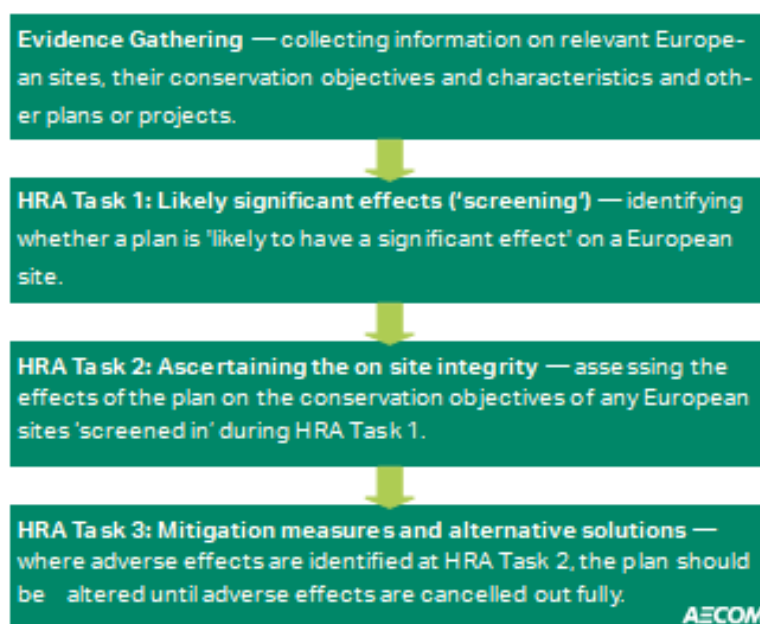 Evidence Gathering — collecting information on relevant Europe-
an sites, their conservation objectives and characteristics and oth-
er plans or projects.
HRA Task 1: Likely significant effects ('screening') — identifying
whether a plan is 'likely to have a significant effect' on a European
site.
HRA Task 2: Ascertaining the on site integrity — assessing the
effects of the plan on the conservation objectives of any European
sites 'screened in' during HRA Task 1.
HRA Task 3: Mitigation measures and alternative solutions —
where adverse effects are identified at HRA Task 2, the plan should
be altered until adverse effects are cancelled out fully.
AECOM